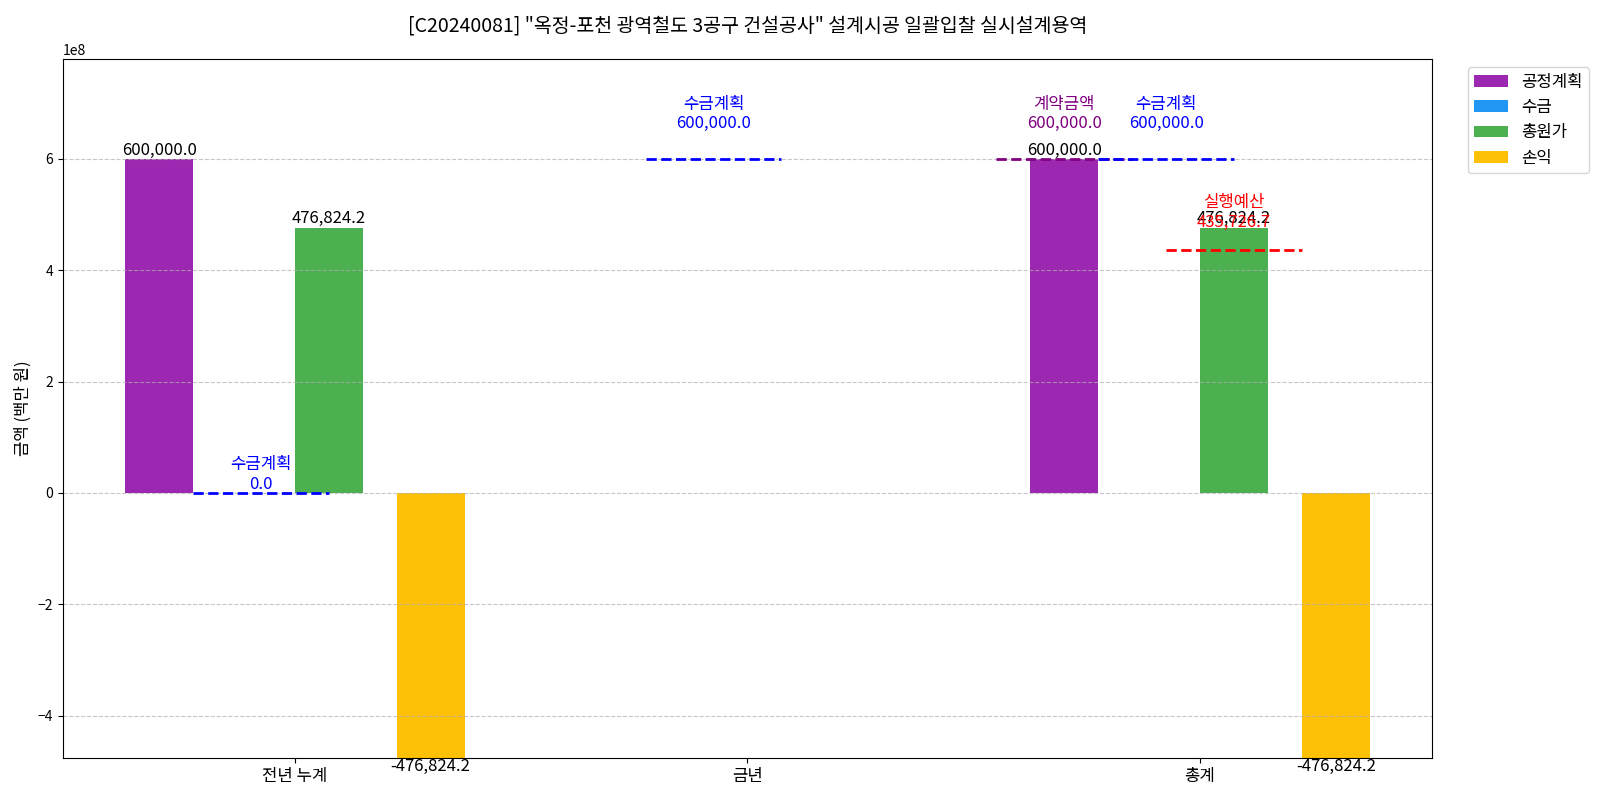 [C20240081] "옥정-포천 광역철도 3공구 건설공사" 설계시공 일괄입찰 실시설계용역
1e8
공정계획
수금
총원가
손익
수금계획
600,000.0
계약금액
600,000.0
수금계획
600,000.0
600,000.0
600,000.0
실행예산
476,824.2
476,824.2
수금계획
0.0
-476,824.2
-476,824.2
6
4
2
0
−2
−4
금액 (백만 원)
전년 누계
금년
총계